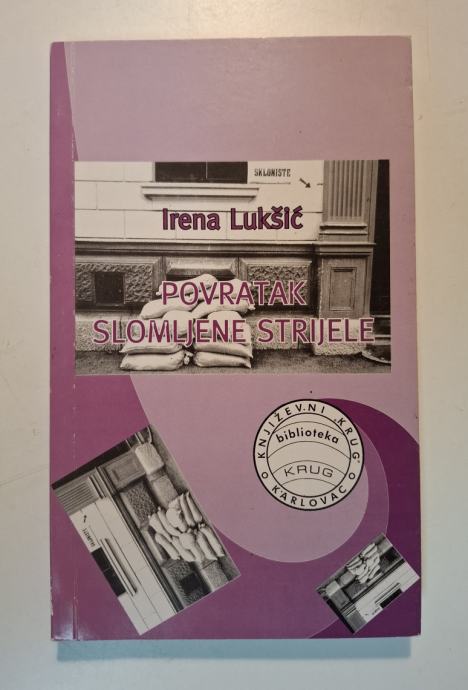 SKLONIŠTE
Irena Lukšić
POVRATAK
SLOMLJENE STRIJELE
KNJIŽEVNI „KRUG"
biblioteka
KRUG
KARLOVAC